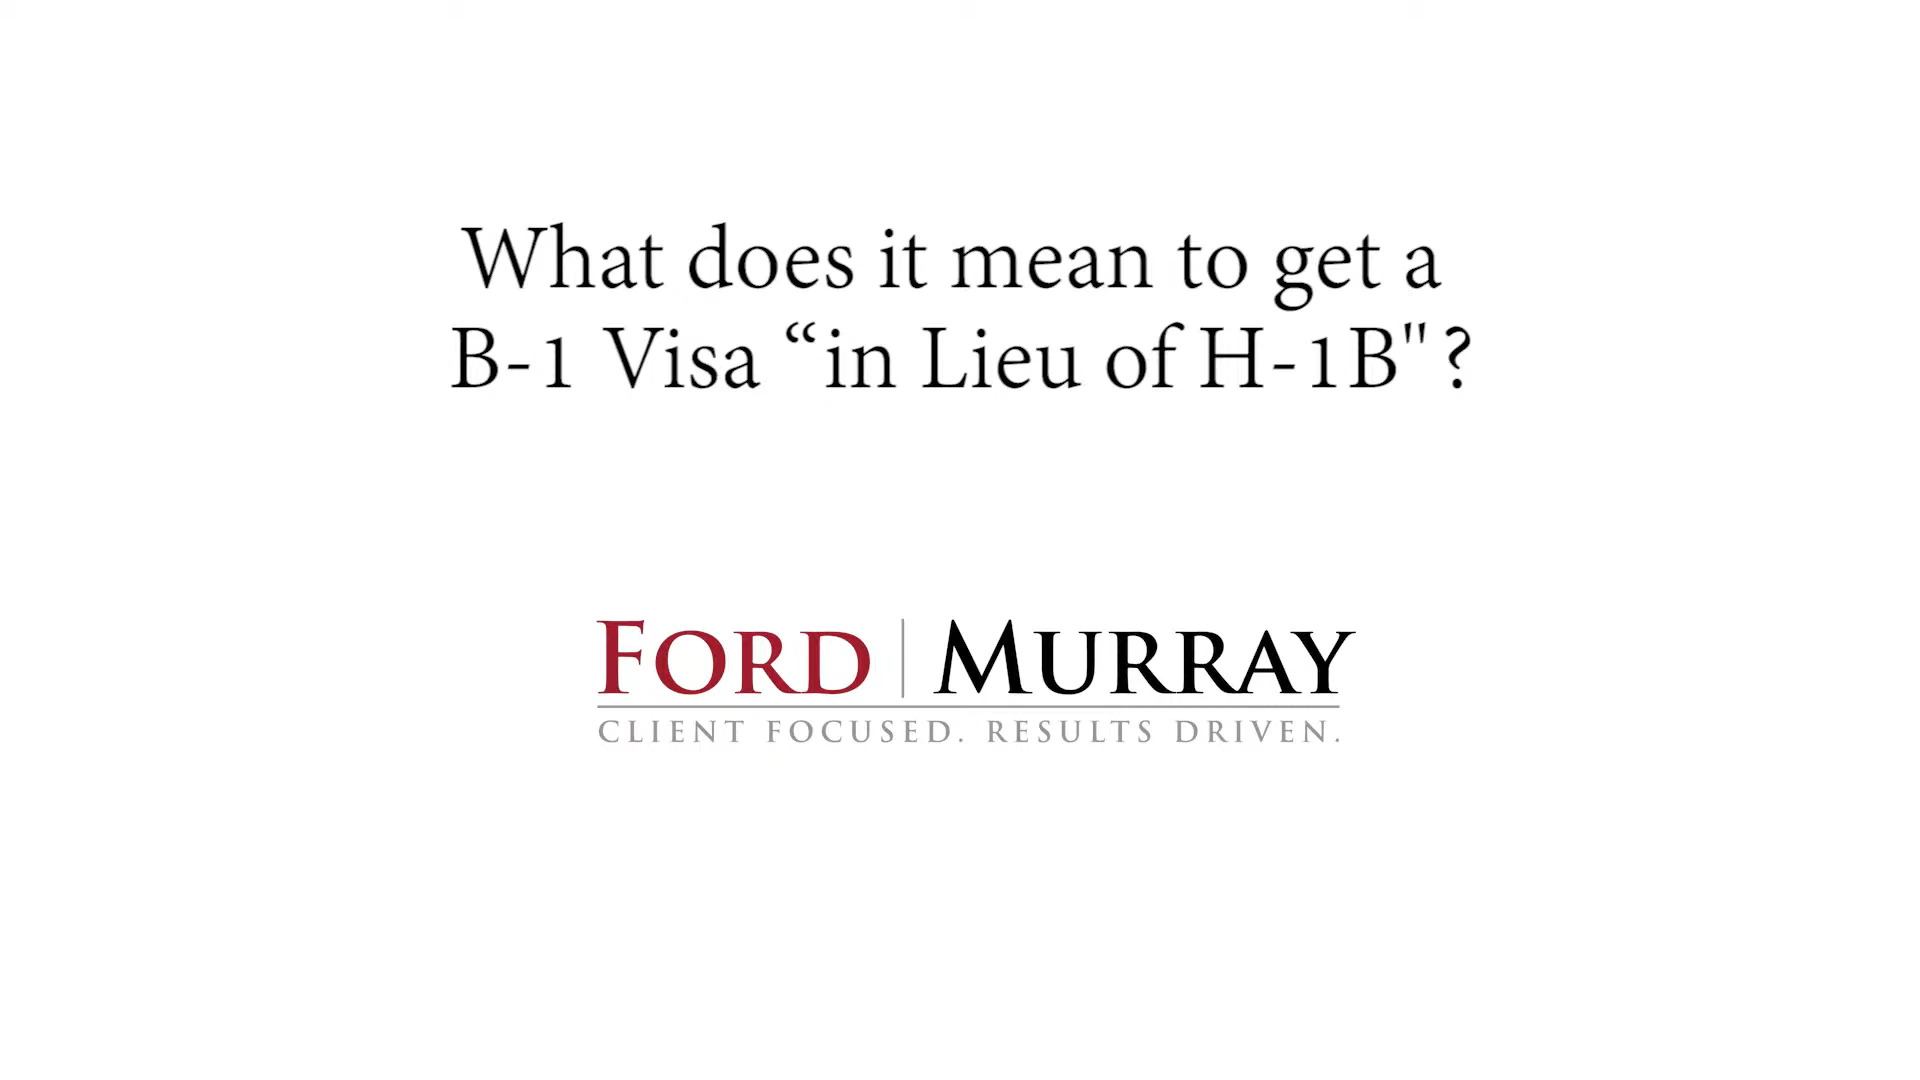 What does it mean to get a
B-1 Visa “in Lieu of H-1B"?
FORD | MURRAY
CLIENT FOCUSED. RESULTS DRIVEN.